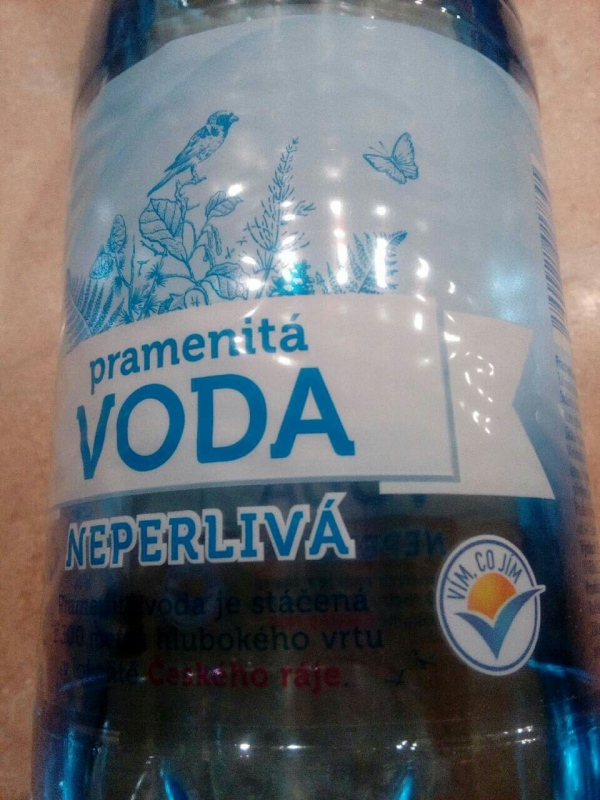 pramenitá
VODA
NEPERLIVÁ
Pramenitá voda je stáčená
hlubokého vrtu
Českého ráje.
VÍM, CO JÍM